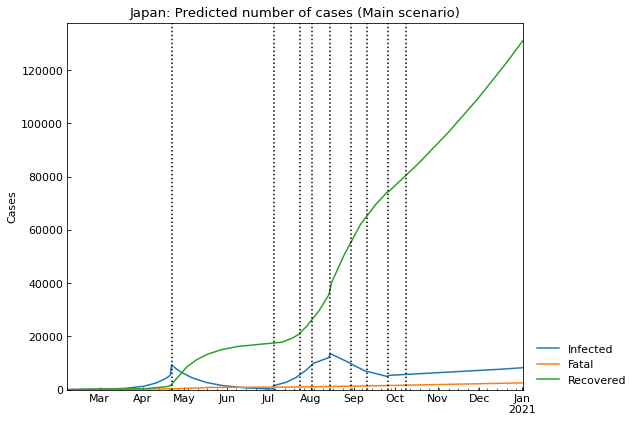 Japan: Predicted number of cases (Main scenario)
120000
100000
80000
60000
40000
20000
0
Cases
Mar Apr May Jun Jul Aug Sep Oct Nov Dec Jan
2021
Infected
Fatal
Recovered